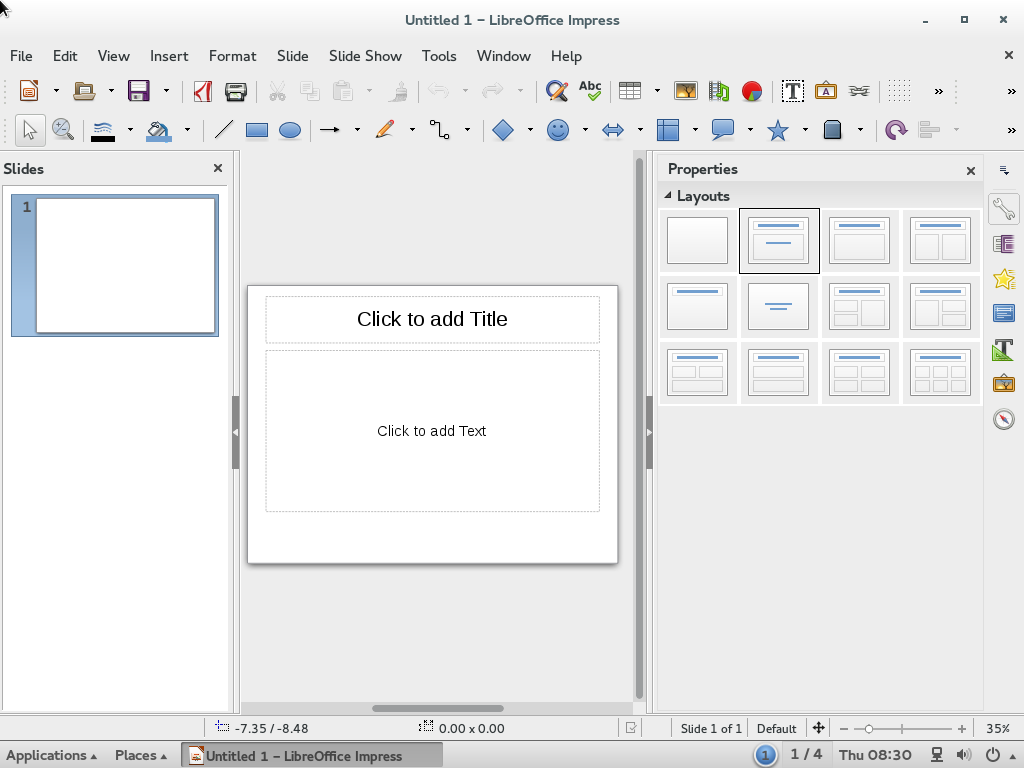 Untitled 1 – LibreOffice Impress
File Edit View Insert Format Slide Slide Show Tools Window Help
Abc
T A
Slides
Properties
1
Layouts
Click to add Title
Click to add Text
T
-7.35 / -8.48 0.00 x 0.00 Slide 1 of 1 Default 35%
Applications Places Untitled 1 – LibreOffice Impress 1 1 / 4 Thu 08:30